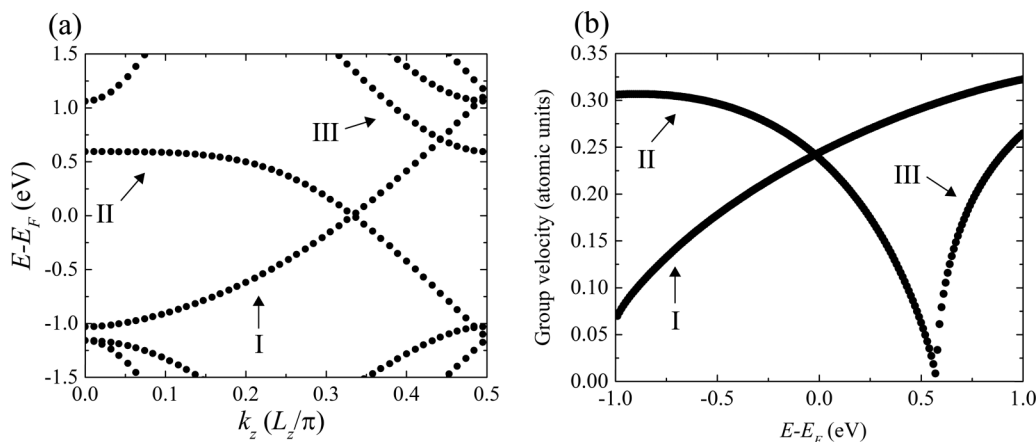 (a)
1.5
1.0
0.5
0.0
-0.5
-1.0
-1.5
E-E_F (eV)
III
II
I
0.0 0.1 0.2 0.3 0.4 0.5
k_z (L_z/π)
(b)
0.35
0.30
0.25
0.20
0.15
0.10
0.05
0.00
Group velocity (atomic units)
II
III
I
-1.0 -0.5 0.0 0.5 1.0
E-E_F (eV)